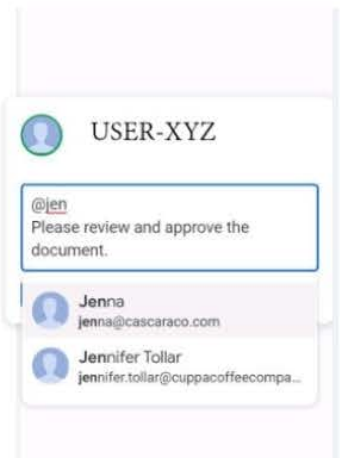 USER-XYZ
@jen
Please review and approve the
document.
Jenna
jenna@cascaraco.com
Jennifer Tollar
jennifer.tollar@cuppacoffeecompa...